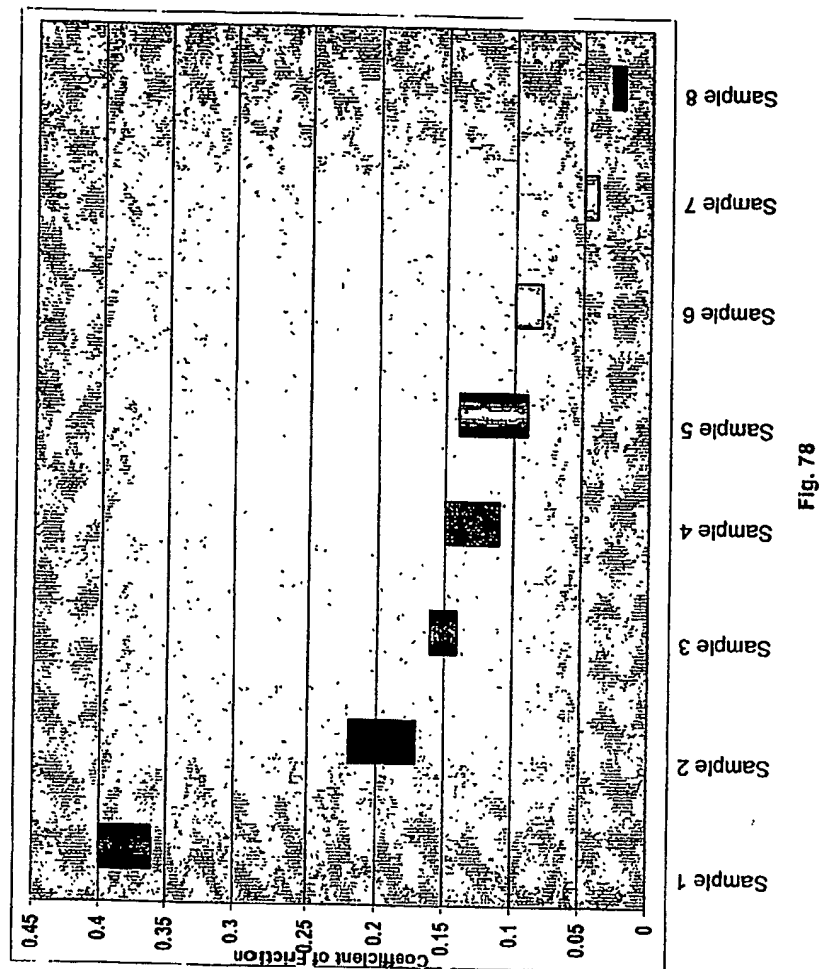 Coefficient of Friction
0.45
0.4
0.35
0.3
0.25
0.2
0.15
0.1
0.05
0
Sample 1
Sample 2
Sample 3
Sample 4
Sample 5
Sample 6
Sample 7
Sample 8
Fig. 78